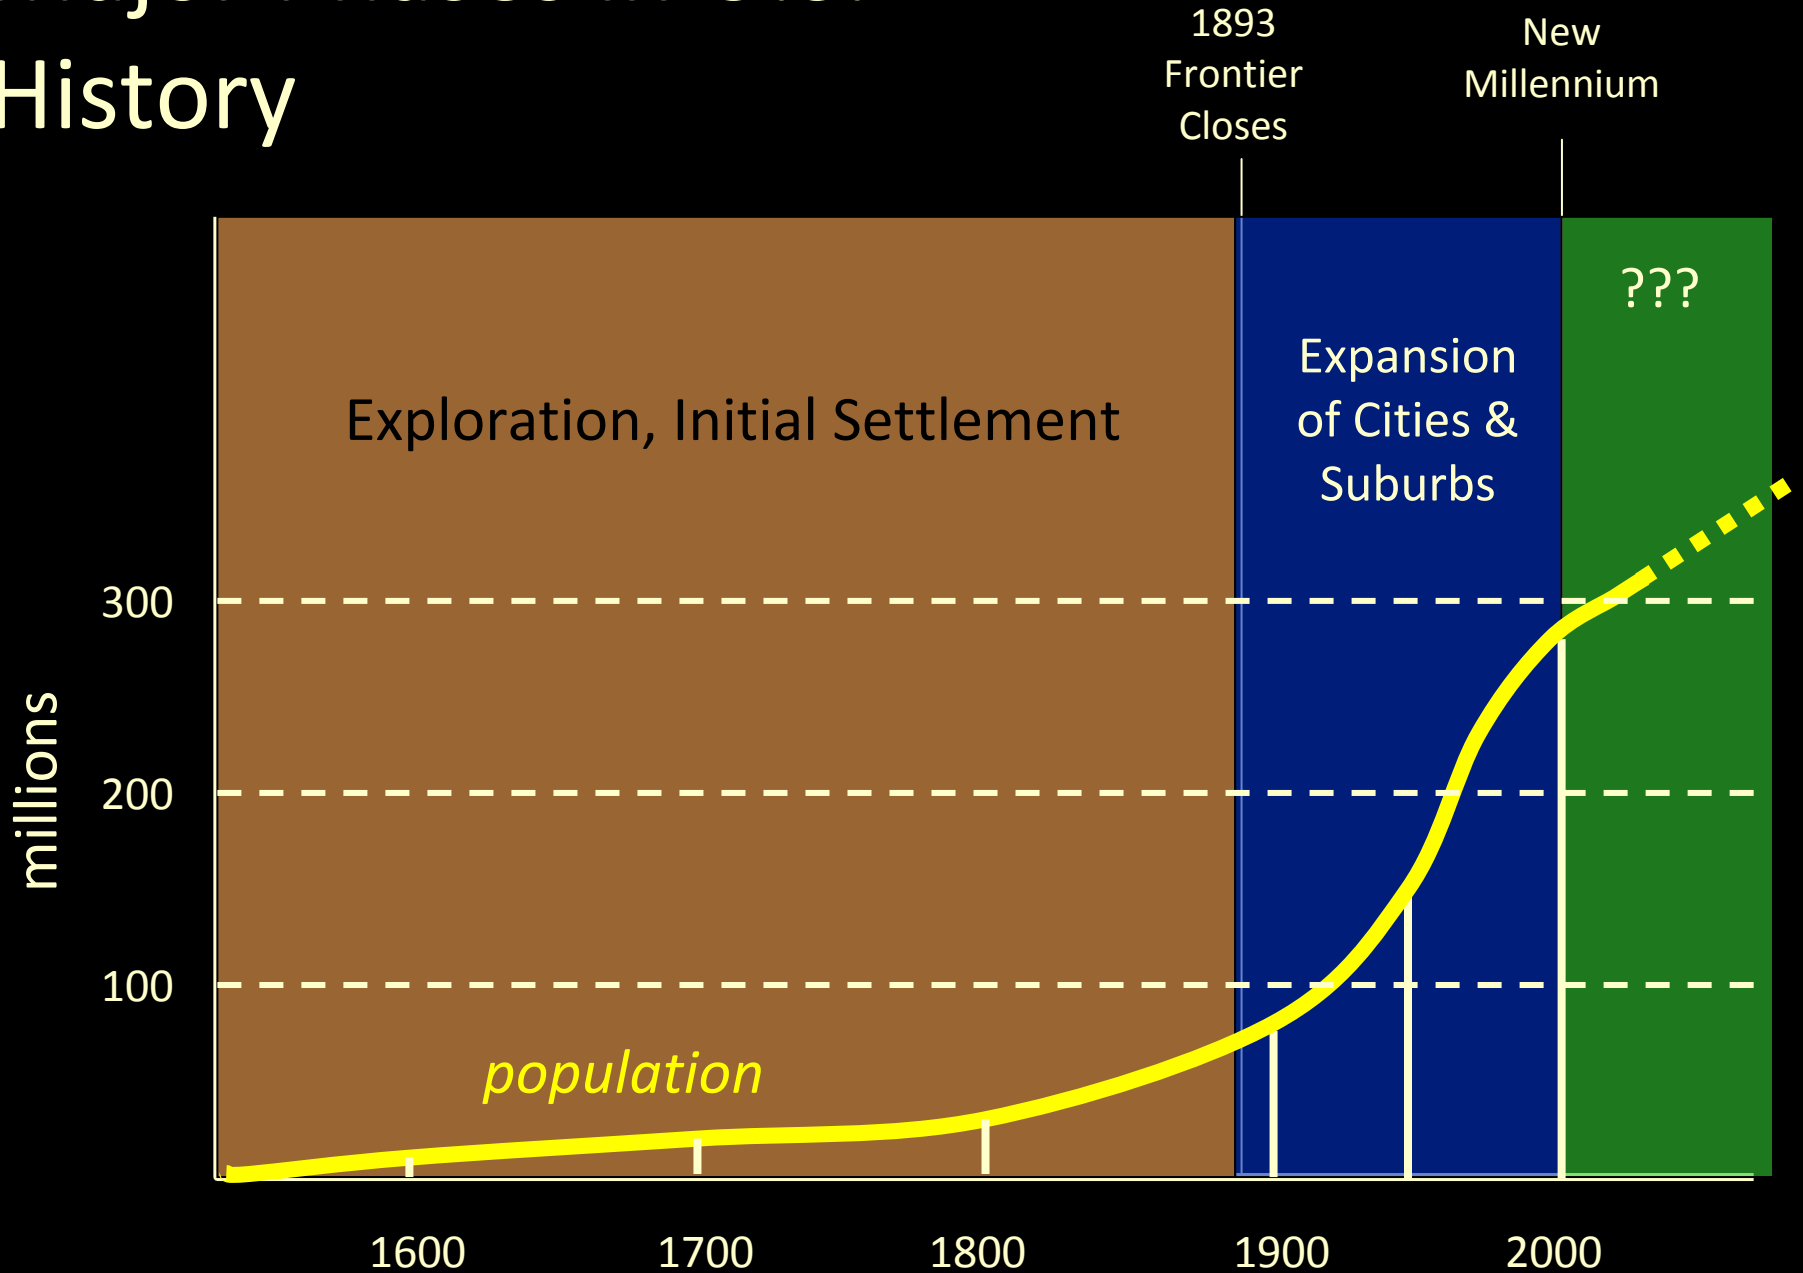 History
1893
Frontier
Closes
New
Millennium
???
Expansion
of Cities &
Suburbs
Exploration, Initial Settlement
300
200
100
millions
population
1600
1700
1800
1900
2000